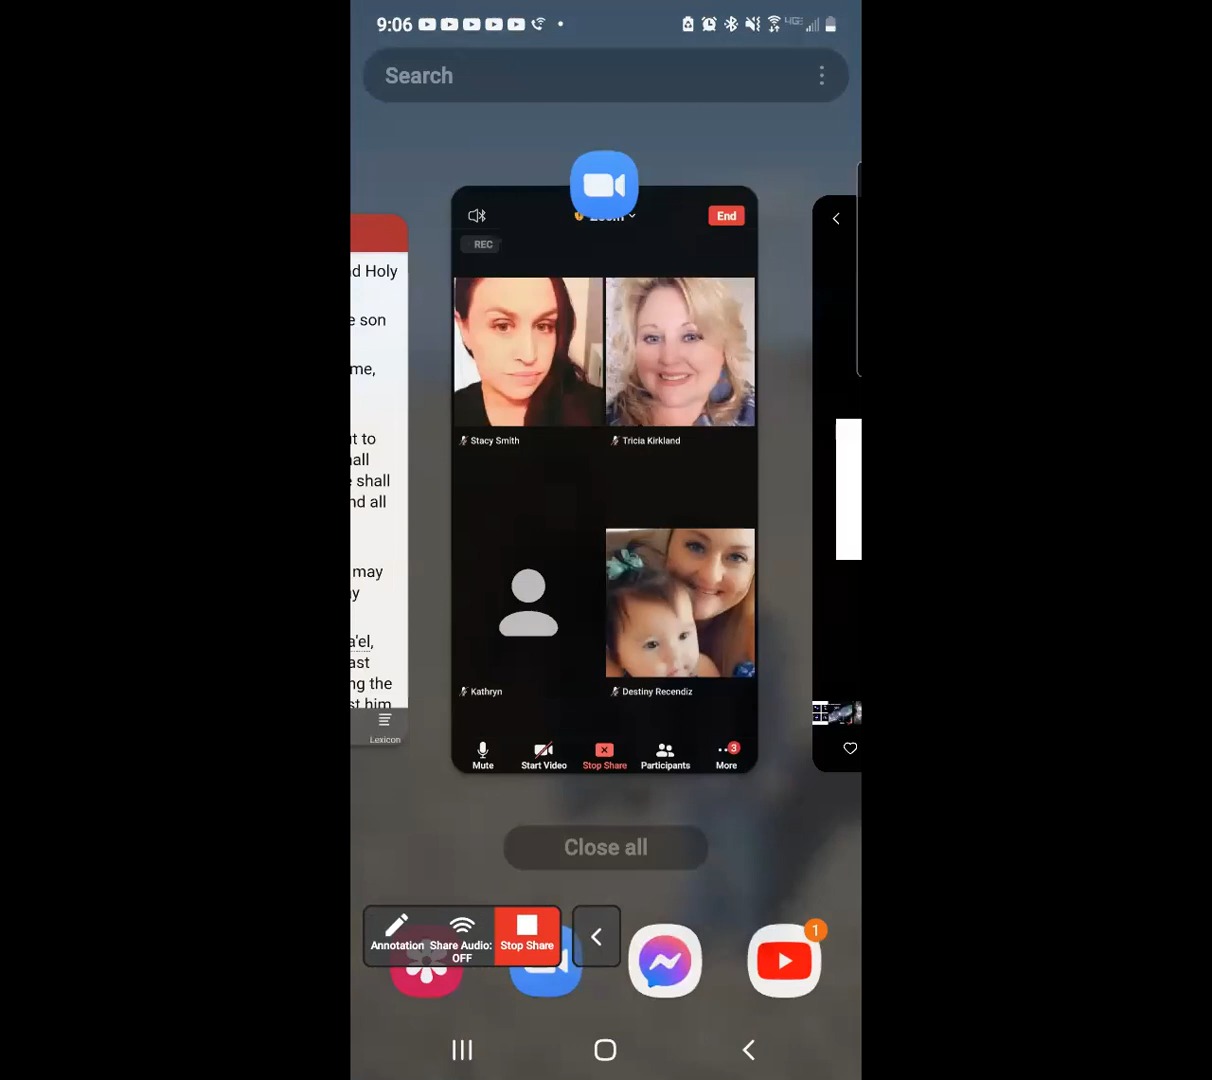 9:06
Search
End
REC
d Holy
e son
me,
Stacy Smith
Tricia Kirkland
t to
all
shall
nd all
may
a'el,
ast
ng the
st him
Kathryn
Destiny Recendiz
Lexicon
3
Mute
Start Video
Stop Share
Participants
More
Close all
Annotation
Share Audio:
OFF
Stop Share
1